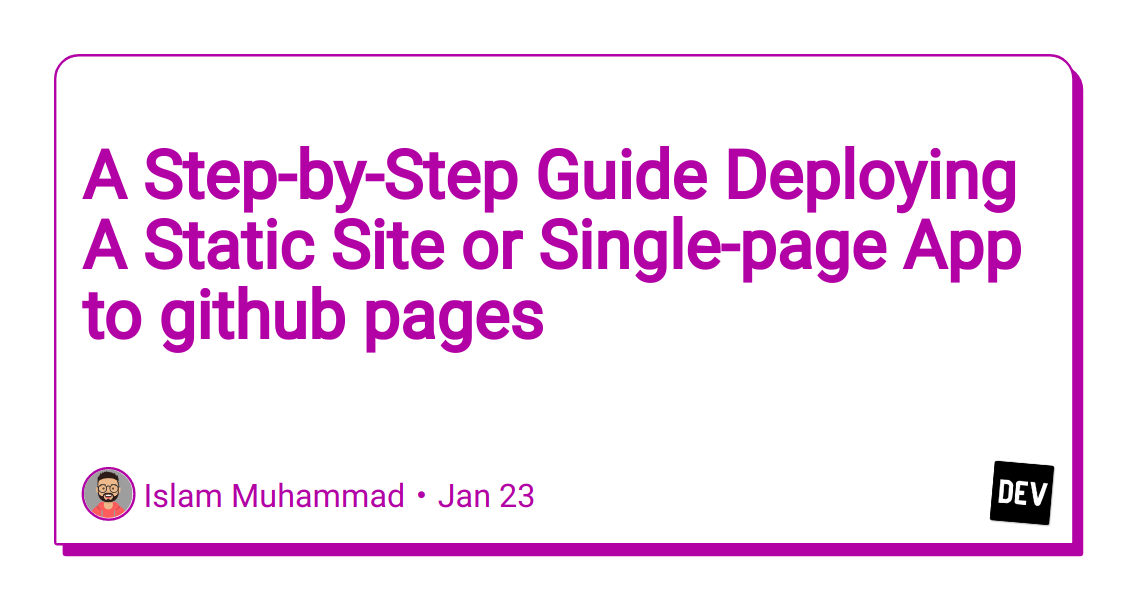 A Step-by-Step Guide Deploying
A Static Site or Single-page App
to github pages
Islam Muhammad • Jan 23
DEV